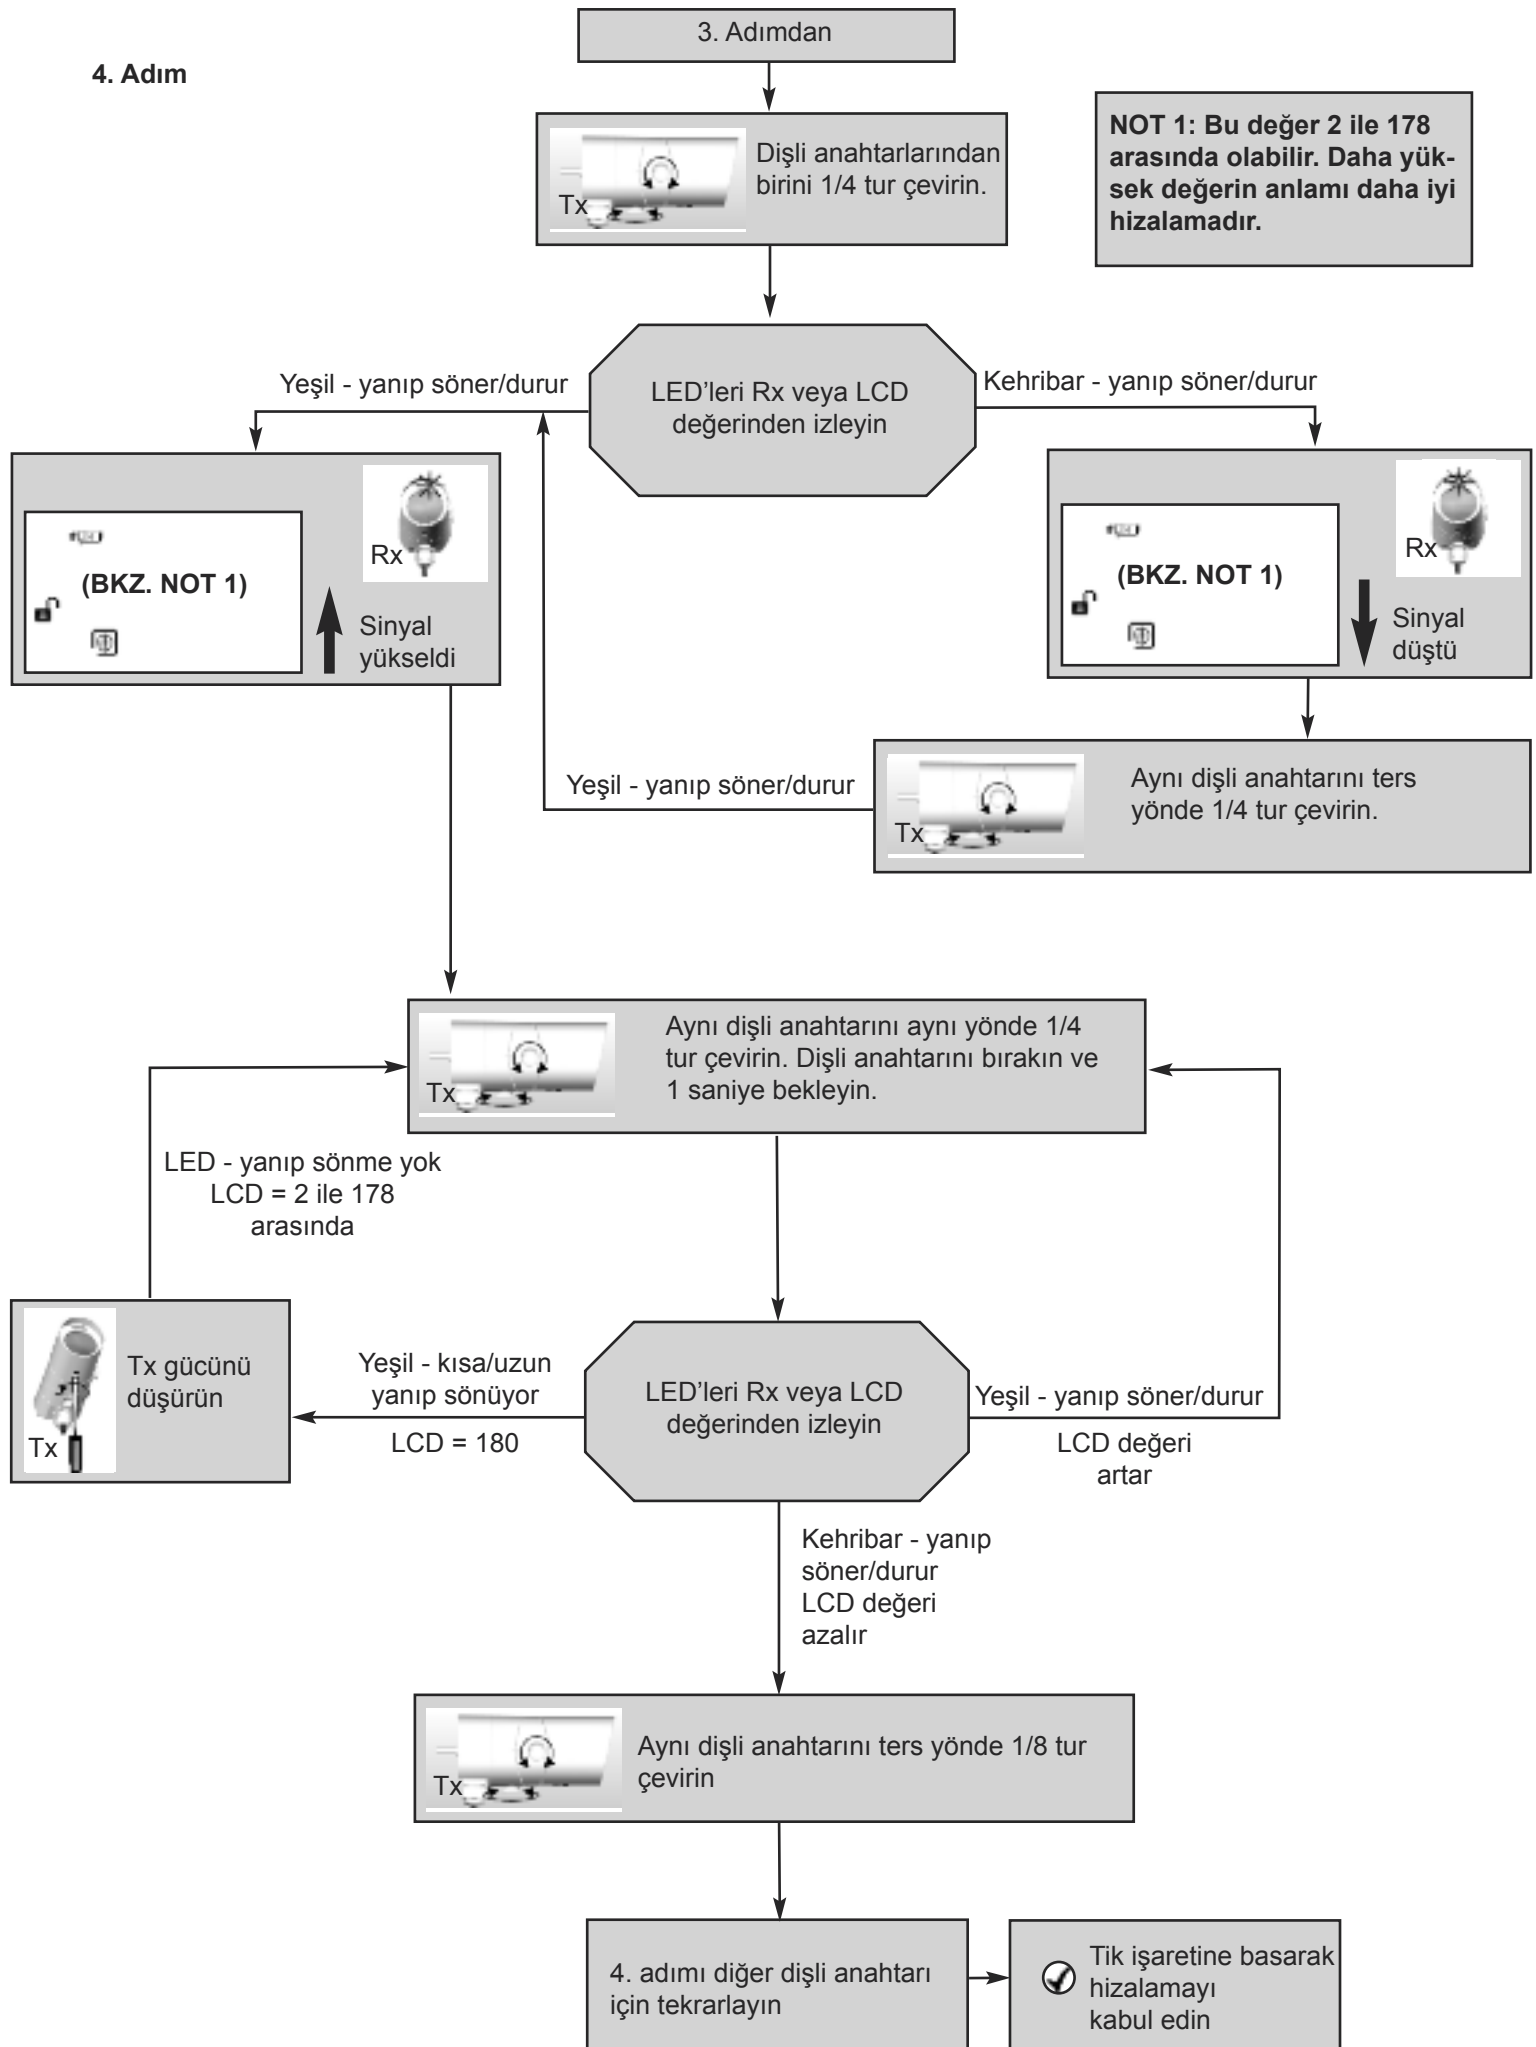 3. Adımdan
4. Adım
Dişli anahtarlarından
birini 1/4 tur çevirin.
Tx
NOT 1: Bu değer 2 ile 178
arasında olabilir. Daha yük-
sek değerin anlamı daha iyi
hizalamadır.
LED’leri Rx veya LCD
değerinden izleyin
Yeşil - yanıp söner/durur
Kehribar - yanıp söner/durur
Rx
(BKZ. NOT 1)
Sinyal
yükseldi
Rx
(BKZ. NOT 1)
Sinyal
düştü
Yeşil - yanıp söner/durur
Tx
Aynı dişli anahtarını ters
yönde 1/4 tur çevirin.
Tx
Aynı dişli anahtarını aynı yönde 1/4
tur çevirin. Dişli anahtarını bırakın ve
1 saniye bekleyin.
LED - yanıp sönme yok
LCD = 2 ile 178
arasında
Tx
Tx gücünü
düşürün
Yeşil - kısa/uzun
yanıp sönüyor
LCD = 180
LED’leri Rx veya LCD
değerinden izleyin
Yeşil - yanıp söner/durur
LCD değeri
artar
Kehribar - yanıp
söner/durur
LCD değeri
azalır
Tx
Aynı dişli anahtarını ters yönde 1/8 tur
çevirin
4. adımı diğer dişli anahtarı
için tekrarlayın
Tik işaretine basarak
hizalamayı
kabul edin